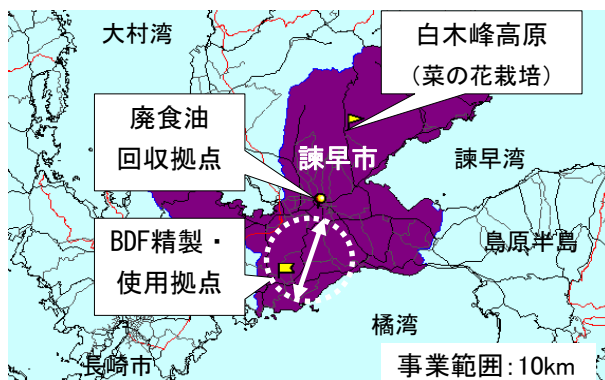 大村湾
白木峰高原
（菜の花栽培）
廃食油
回収拠点
諫早市
諫早湾
BDF精製・
使用拠点
島原半島
橘湾
長崎市
事業範囲：10km